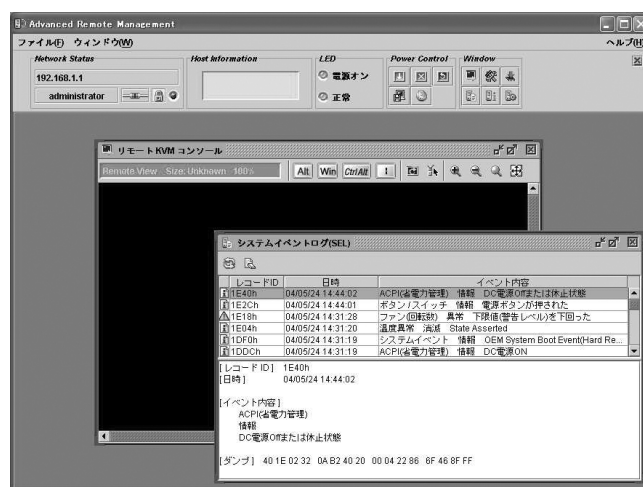 Advanced Remote Management
ファイル(F) ウィンドウ(W) ヘルプ(H)
Network Status Host Information LED Power Control Window
192.168.1.1
電源オン
administrator
正常
リモートKVM コンソール
Remote View Size: Unknown 100%
Alt Win CtrlAlt
システムイベントログ(SEL)
レコードID 日時 イベント内容
1E40h 04/05/24 14:44:02 ACPI(省電力管理) 情報 DC電源Offまたは休止状態
1E2Ch 04/05/24 14:44:01 ボタン/スイッチ 情報 電源ボタンが押された
1E18h 04/05/24 14:31:28 ファン(回転数) 異常 下限値(警告レベル)を下回った
1E04h 04/05/24 14:31:20 温度異常 消滅 State Asserted
1DF0h 04/05/24 14:31:19 システムイベント 情報 OEM System Boot Event(Hard Re...
1DDCh 04/05/24 14:31:19 ACPI(省電力管理) 情報 DC電源ON
[レコード ID] 1E40h
[日時] 04/05/24 14:44:02
[イベント内容]
ACPI(省電力管理)
情報
DC電源Offまたは休止状態
[ダンプ] 40 1E 02 32 0A B2 40 20 00 04 22 86 6F 46 8F FF